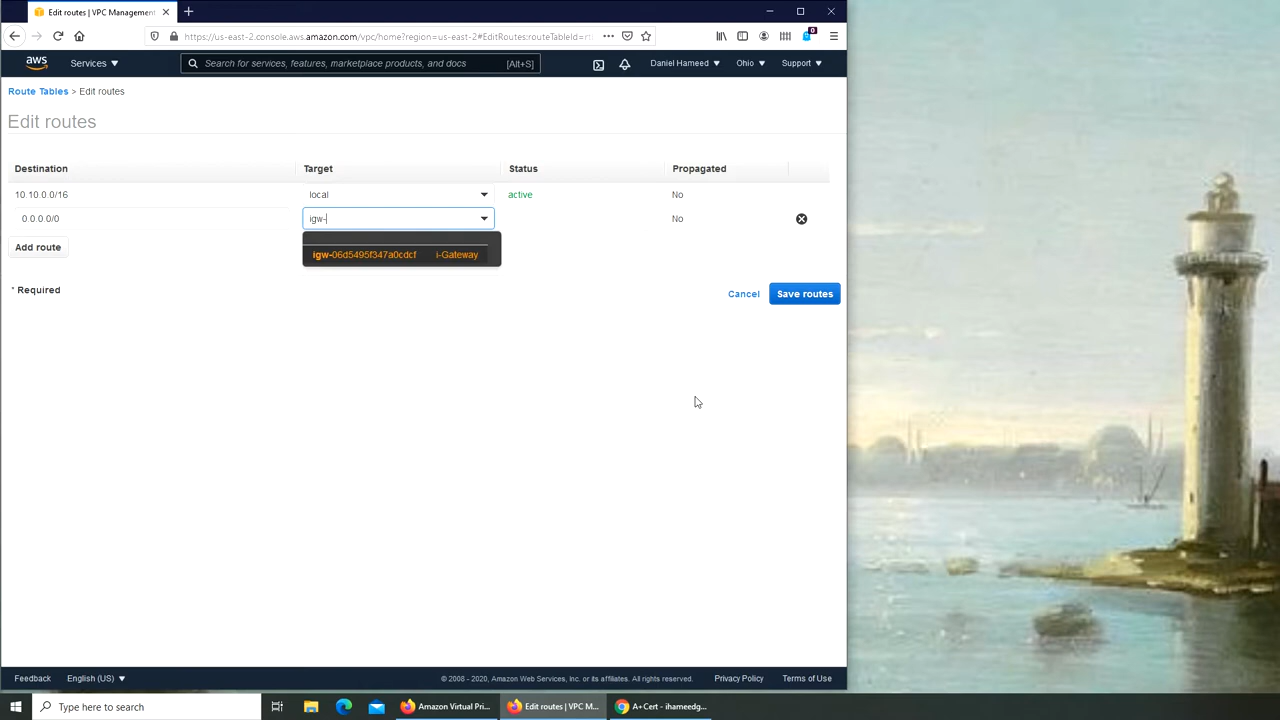 Edit routes | VPC Management
https://us-east-2.console.aws.amazon.com/vpc/home?region=us-east-2#EditRoutes:routeTableId=rt
0
aws
Services
Search for services, features, marketplace products, and docs
[Alt+S]
Daniel Hameed
Ohio
Support
Route Tables > Edit routes
Edit routes
Destination
Target
Status
Propagated
10.10.0.0/16
local
active
No
0.0.0.0/0
igw-
No
igw-06d5495f347a0cdcf
i-Gateway
Add route
* Required
Cancel
Save routes
Feedback
English (US)
© 2008 - 2020, Amazon Web Services, Inc. or its affiliates. All rights reserved.
Privacy Policy
Terms of Use
Type here to search
Amazon Virtual Pri...
Edit routes | VPC M...
A+Cert - ihameedg...